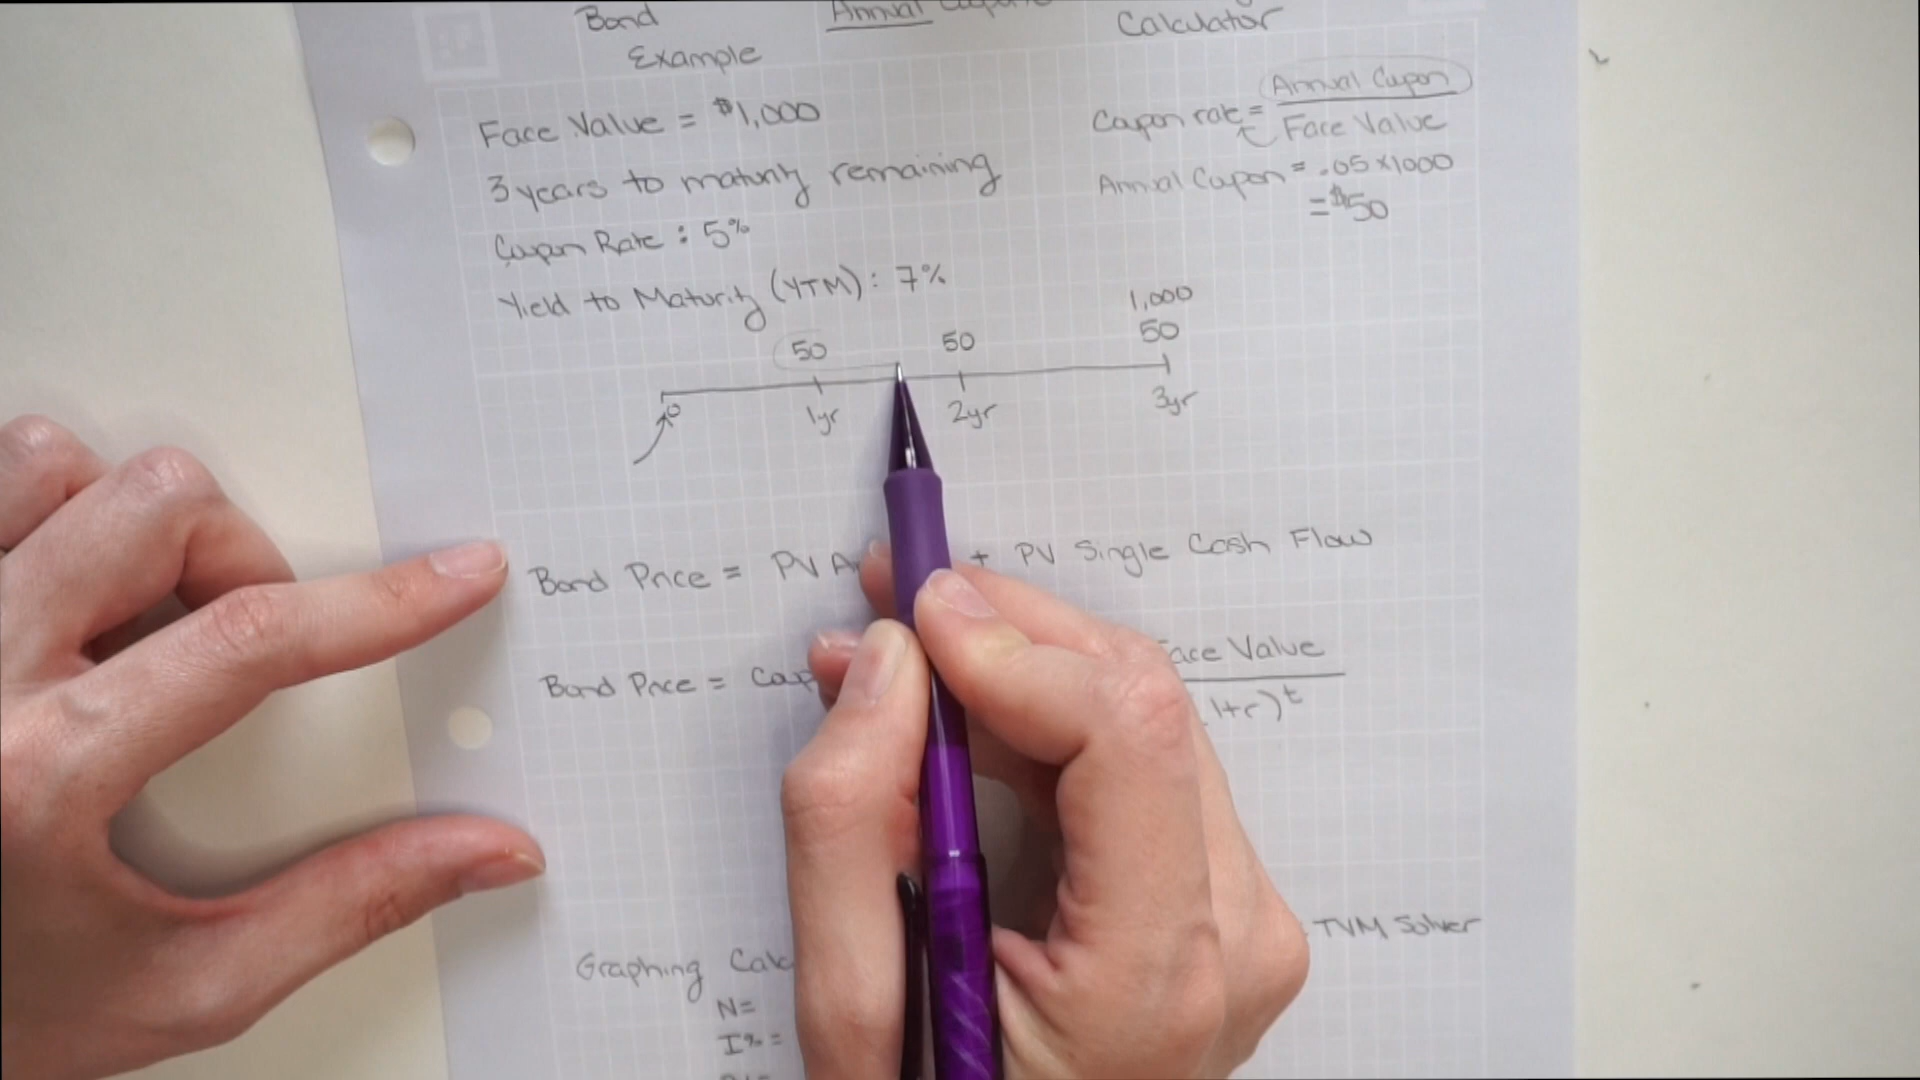 Bond
Annual
Calculator
Example
Face Value = $1,000
3 years to maturity remaining
Coupon Rate : 5%
Yield to Maturity (YTM): 7%
Coupon rate = Annual Coupon
Face Value
Annual Coupon = .05 x 1000
= $50
50 50 1,000
50
0 1yr 2yr 3yr
Bond Price = PV + PV Single Cash Flow
Bond Price = Face Value
1+r)^t
Graphing TVM Solver
N=
I%=